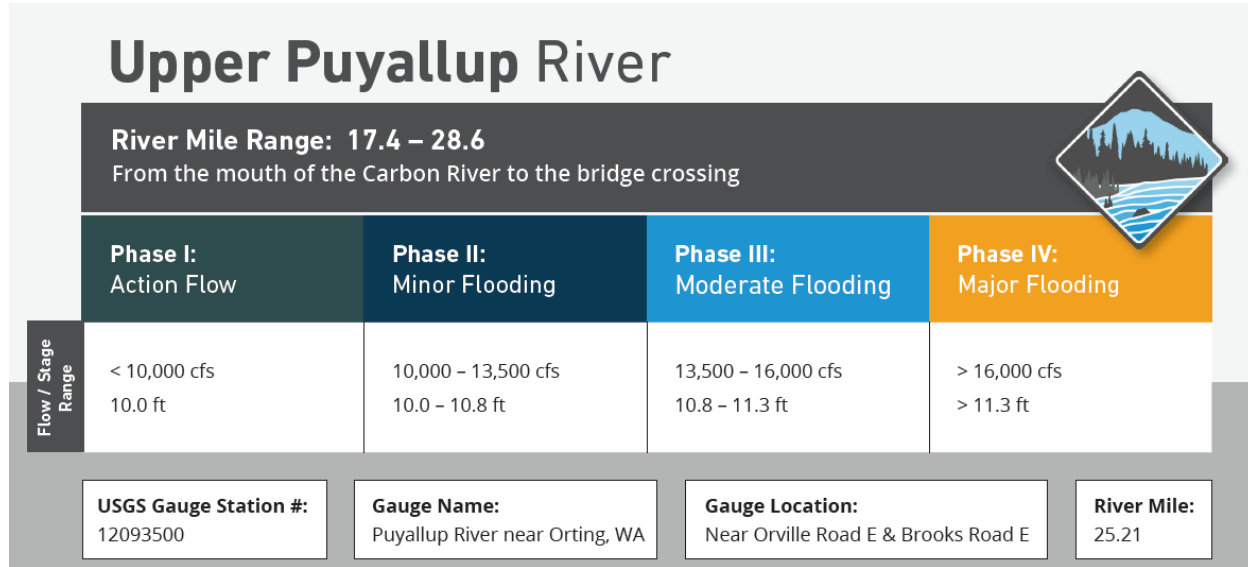 Upper Puyallup River
River Mile Range: 17.4 – 28.6
From the mouth of the Carbon River to the bridge crossing
Phase I:
Action Flow
Phase II:
Minor Flooding
Phase III:
Moderate Flooding
Phase IV:
Major Flooding
Flow / Stage
Range
< 10,000 cfs
10.0 ft
10,000 – 13,500 cfs
10.0 – 10.8 ft
13,500 – 16,000 cfs
10.8 – 11.3 ft
> 16,000 cfs
> 11.3 ft
USGS Gauge Station #:
12093500
Gauge Name:
Puyallup River near Orting, WA
Gauge Location:
Near Orville Road E & Brooks Road E
River Mile:
25.21